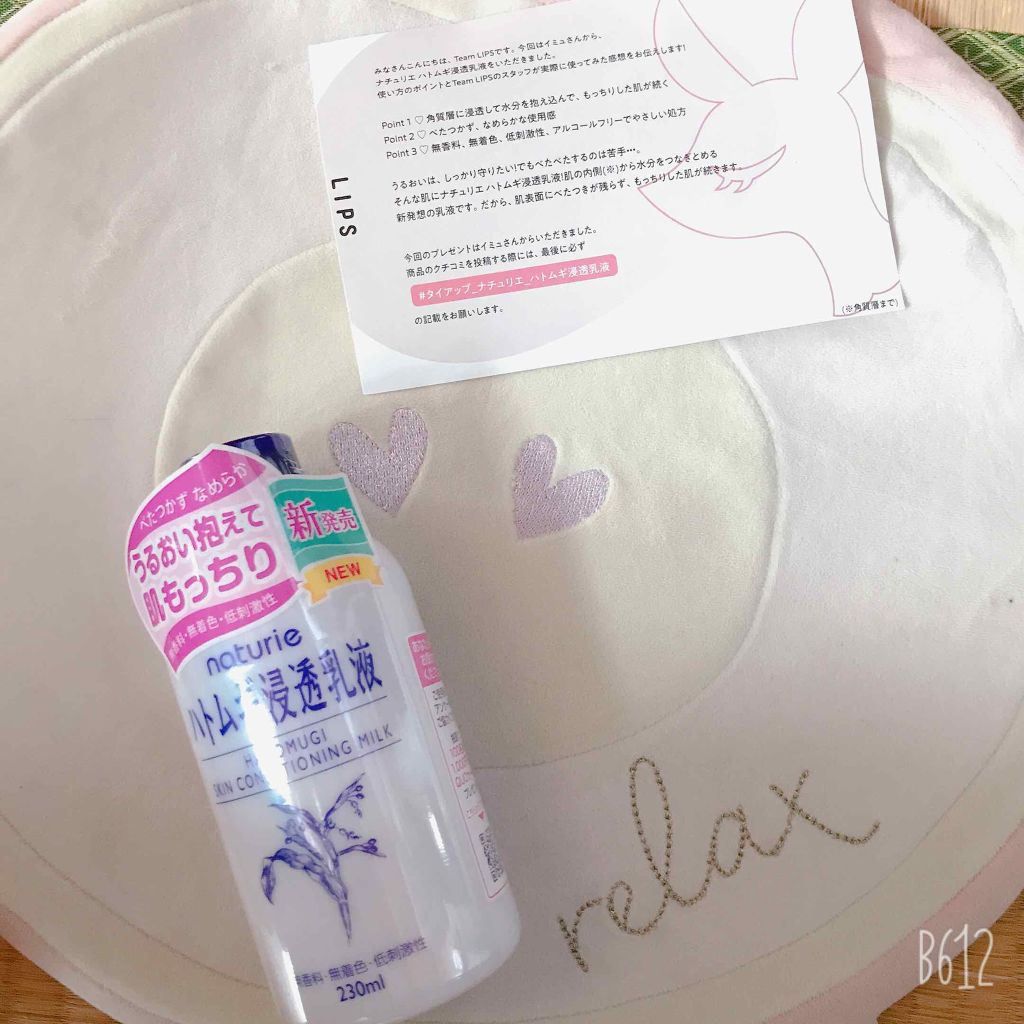 みなさんこんにちは、Team LIPSです。今回はイミュさんから、
ナチュリエ ハトムギ浸透乳液をいただきました。
使い方のポイントとTeam LIPSのスタッフが実際に使ってみた感想をお伝えします!
Point 1 ♡ 角質層に浸透して水分を抱え込んで、もっちりした肌が続く
Point 2 ♡ べたつかず、なめらかな使用感
Point 3 ♡ 無香料、無着色、低刺激性、アルコールフリーでやさしい処方
うるおいは、しっかり守りたい!でもべたべたするのは苦手…。
そんな肌にナチュリエ ハトムギ浸透乳液!肌の内側(※)から水分をつなぎとめる
新発想の乳液です。だから、肌表面にべたつきが残らず、もっちりした肌が続きます。
今回のプレゼントはイミュさんからいただきました。
商品のクチコミを投稿する際には、最後に必ず
#タイアップ_ナチュリエ_ハトムギ浸透乳液
の記載をお願いします。
(※角質層まで)
LIPS
べたつかず なめらか
うるおい抱えて
肌もっちり
無香料・無着色・低刺激性
新発売
NEW
naturie
ハトムギ浸透乳液
HATOMUGI
SKIN CONDITIONING MILK
無香料・無着色・低刺激性
230ml
relax
B612